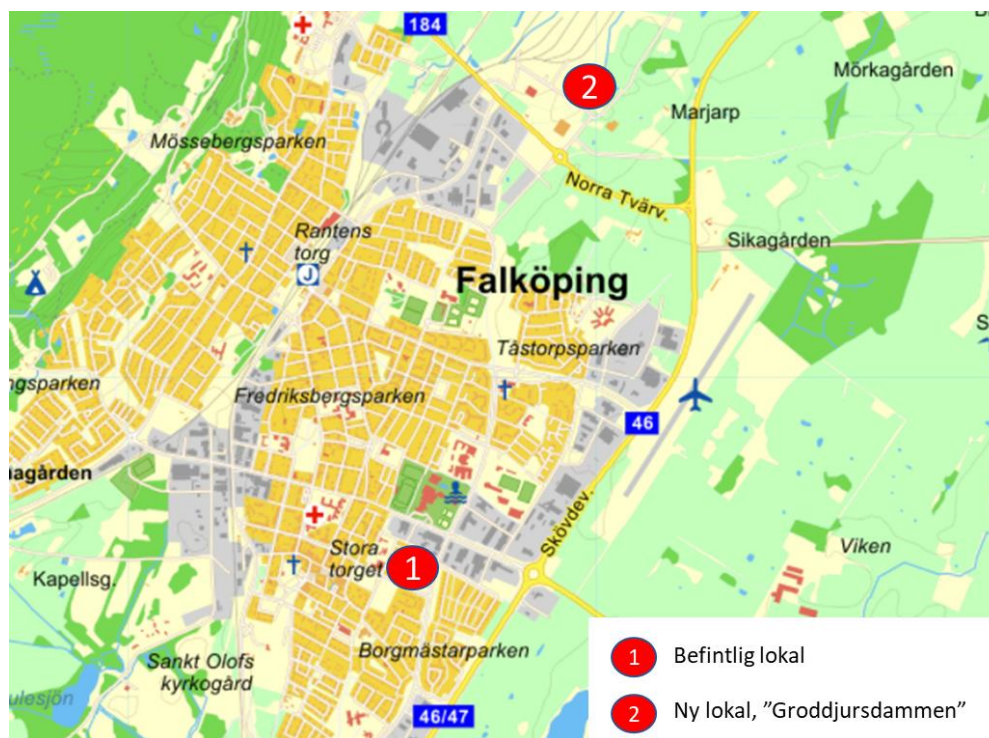 184
2
Mörkagården
Marjarp
Mössebergsparken
Norra Tvärv.
Rantens
torg
Sikagården
J
Falköping
Tåstorpsparken
ngsparken
Fredriksbergsparken
46
agården
Skövdev.
Stora
torget
1
Viken
Kapellsg.
Borgmästarparken
Sankt Olofs
kyrkogård
ulesjön
46/47
1 Befintlig lokal
2 Ny lokal, ”Groddjursdammen”